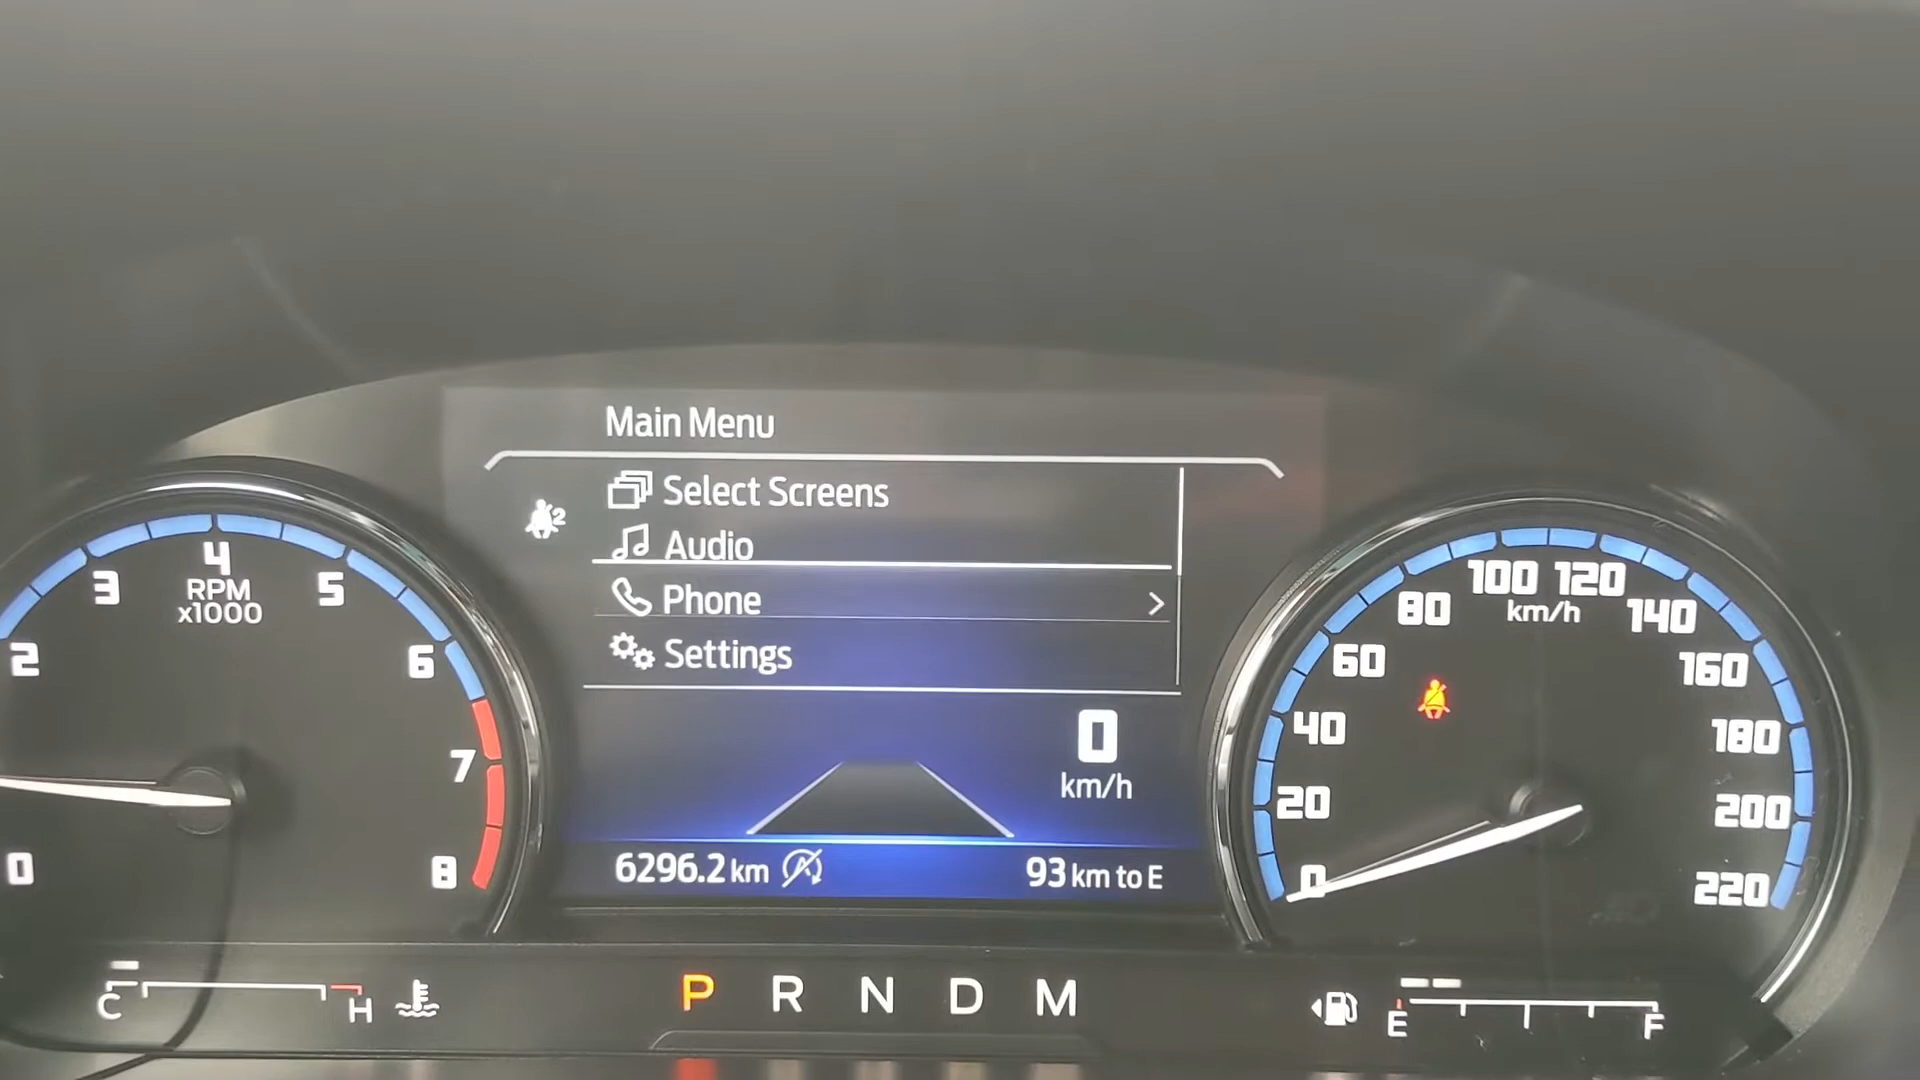 Main Menu
Select Screens
2
Audio
Phone
Settings
0
km/h
6296.2 km
A
93 km to E
0
2
3
4
5
6
7
8
RPM
x1000
0
20
40
60
80
100
120
140
160
180
200
220
km/h
C
H
P R N D M
E
F